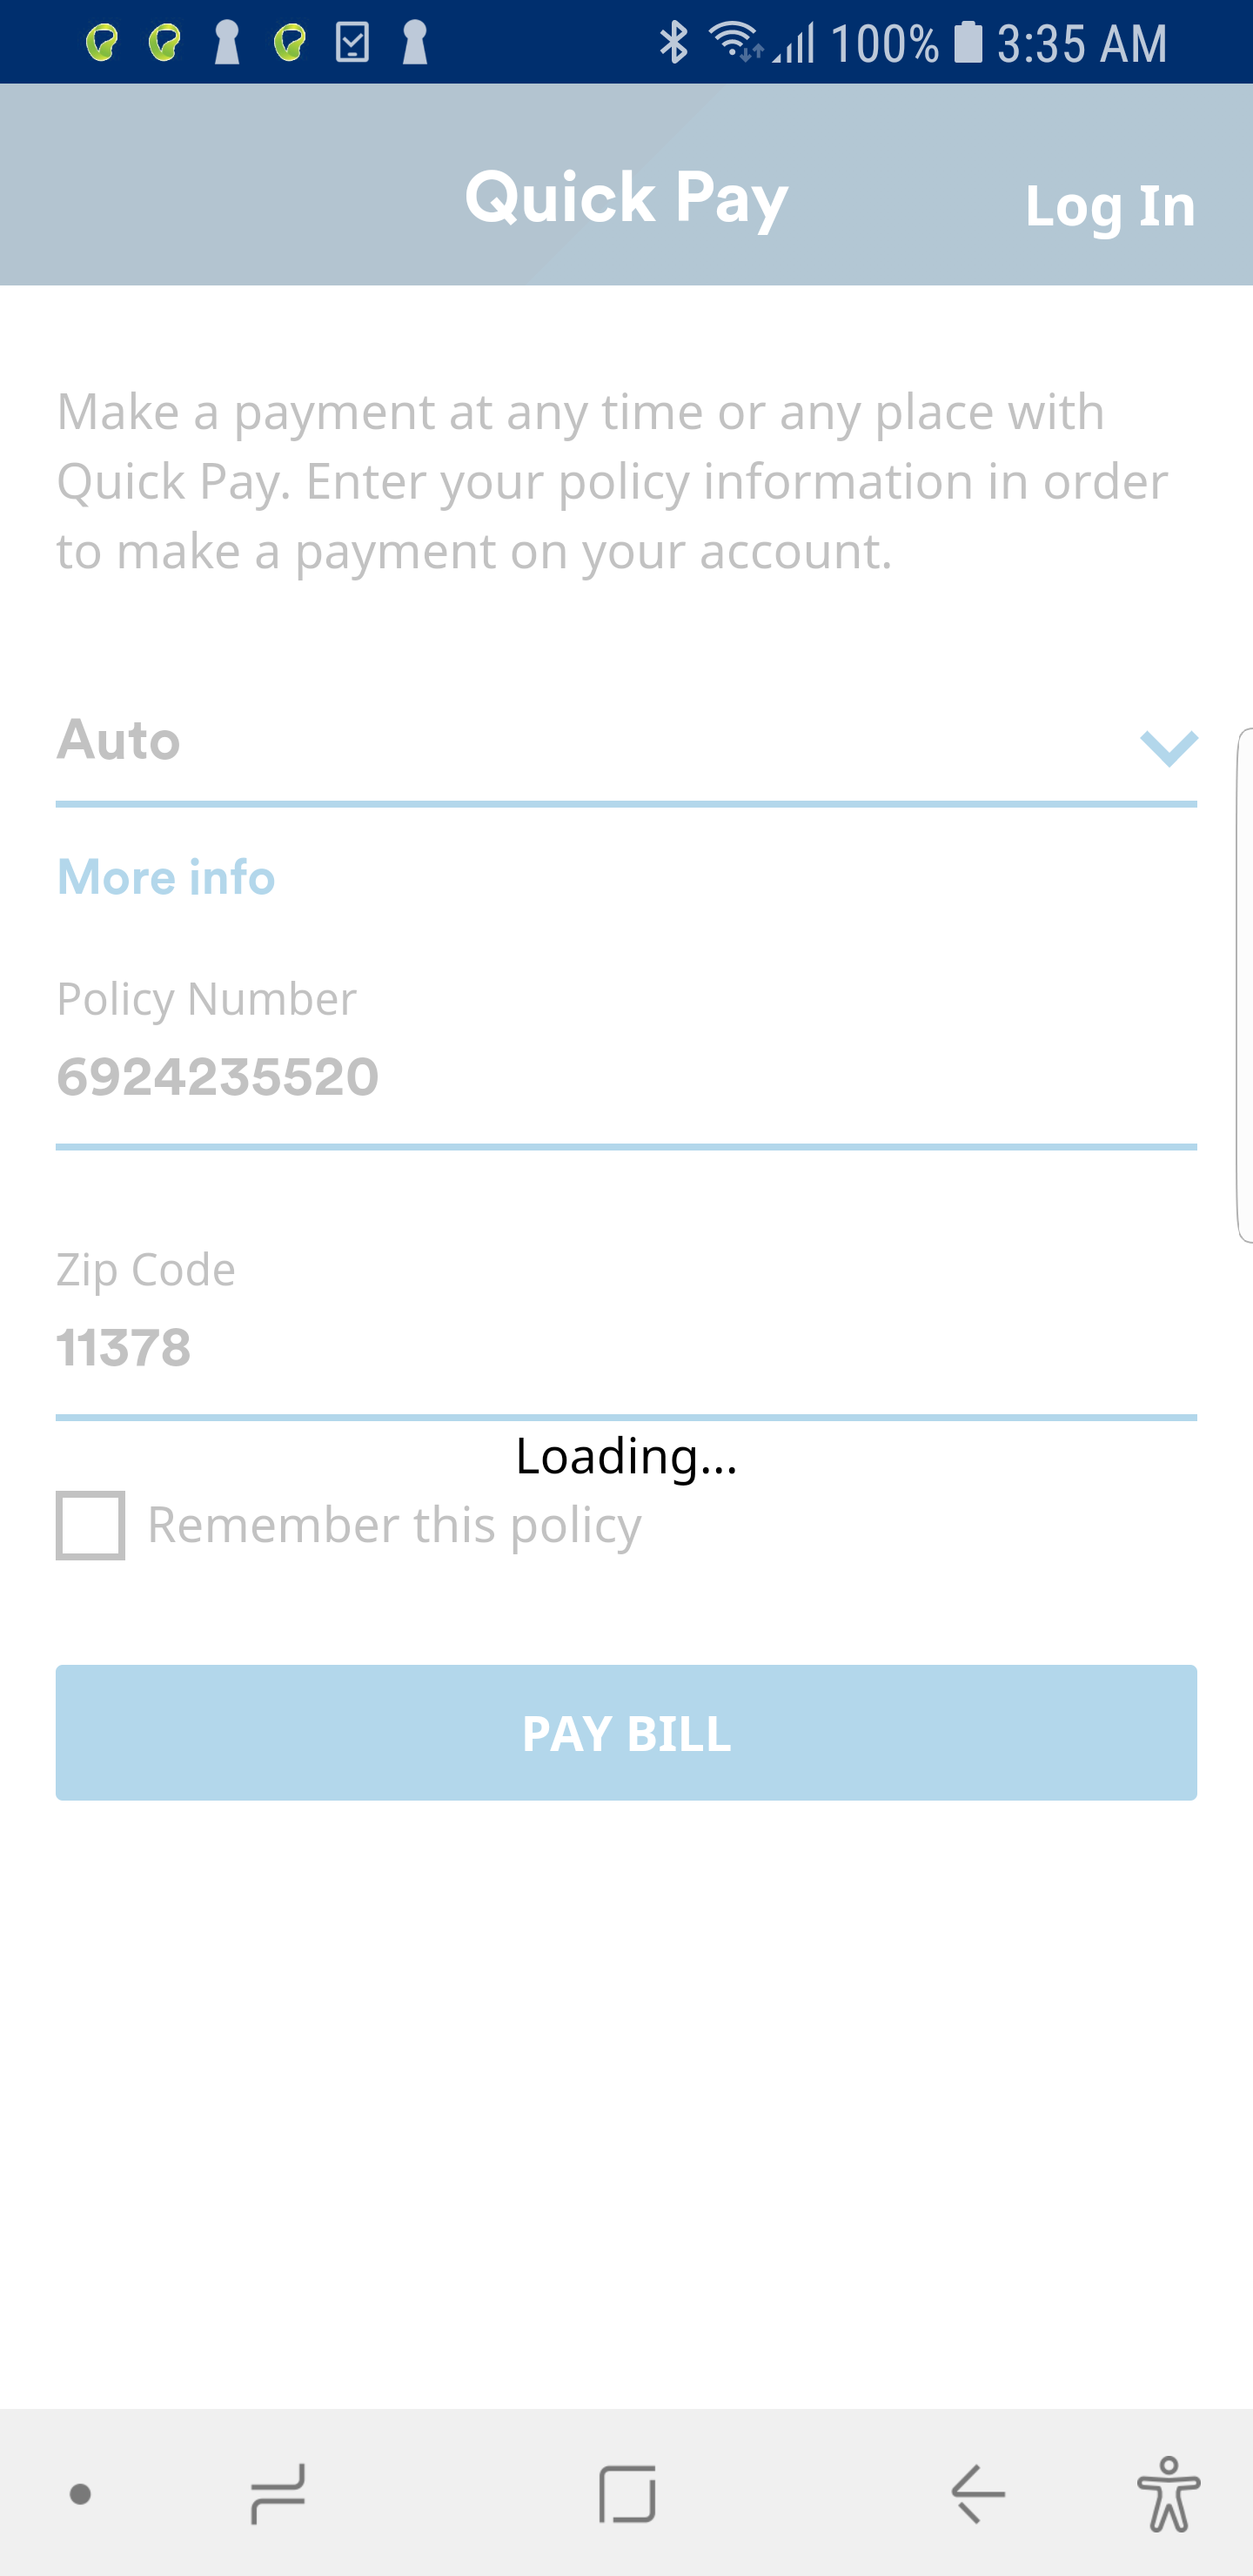 100% 3:35 AM
Quick Pay
Log In
Make a payment at any time or any place with
Quick Pay. Enter your policy information in order
to make a payment on your account.
Auto
More info
Policy Number
6924235520
Zip Code
11378
Loading...
Remember this policy
PAY BILL